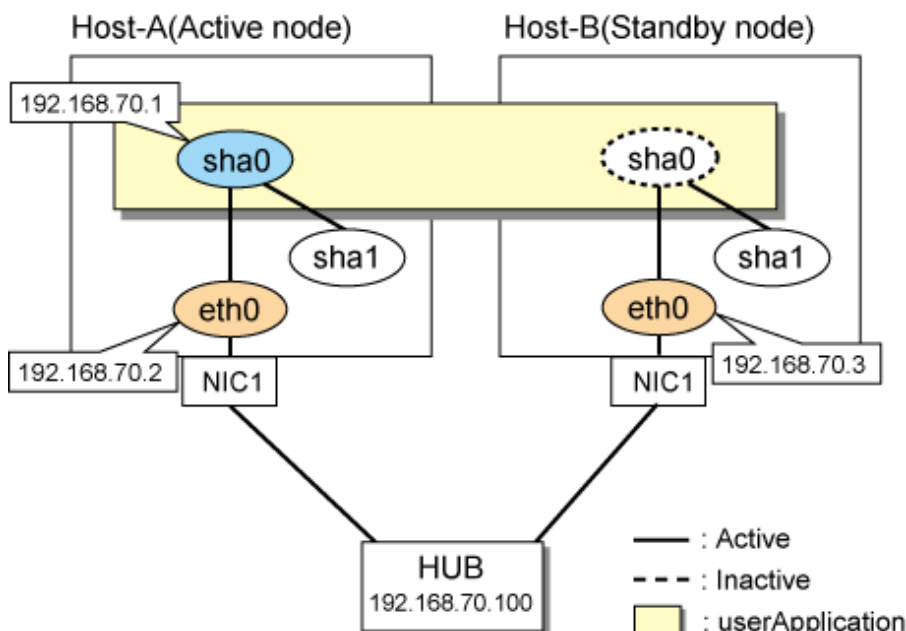 Host-A(Active node)
Host-B(Standby node)
192.168.70.1
sha0
sha0
sha1
sha1
eth0
eth0
192.168.70.2
192.168.70.3
NIC1
NIC1
HUB
192.168.70.100
: Active
: Inactive
: userApplication